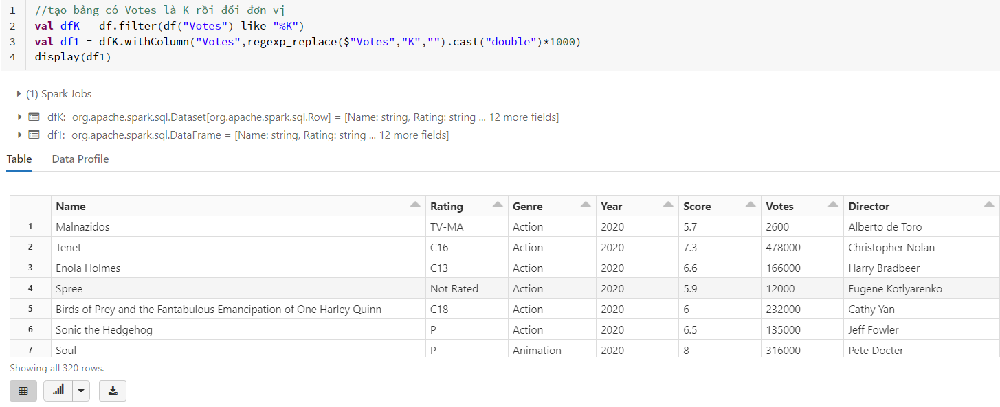 1 //tạo bảng có Votes là K rồi đổi đơn vị
2 val dfK = df.filter(df("Votes") like "%K")
3 val df1 = dfK.withColumn("Votes",regexp_replace($"Votes","K","").cast("double")*1000)
4 display(df1)
(1) Spark Jobs
dfK: org.apache.spark.sql.Dataset[org.apache.spark.sql.Row] = [Name: string, Rating: string ... 12 more fields]
df1: org.apache.spark.sql.DataFrame = [Name: string, Rating: string ... 12 more fields]
Table Data Profile
Name Rating Genre Year Score Votes Director
1 Malnazidos TV-MA Action 2020 5.7 2600 Alberto de Toro
2 Tenet C16 Action 2020 7.3 478000 Christopher Nolan
3 Enola Holmes C13 Action 2020 6.6 166000 Harry Bradbeer
4 Spree Not Rated Action 2020 5.9 12000 Eugene Kotlyarenko
5 Birds of Prey and the Fantabulous Emancipation of One Harley Quinn C18 Action 2020 6 232000 Cathy Yan
6 Sonic the Hedgehog P Action 2020 6.5 135000 Jeff Fowler
7 Soul P Animation 2020 8 316000 Pete Docter
Showing all 320 rows.